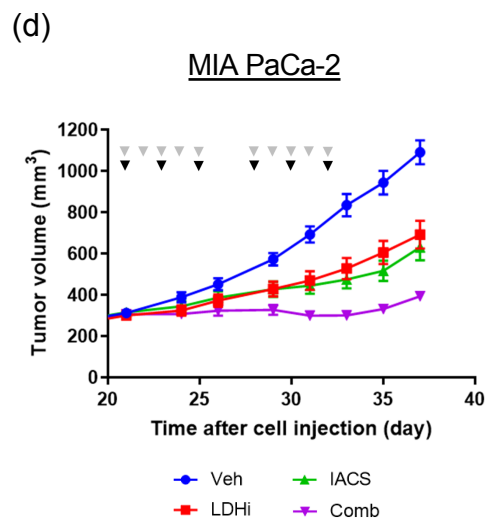 (d)
MIA PaCa-2
1200
1000
800
600
400
200
0
Tumor volume (mm³)
20 25 30 35 40
Time after cell injection (day)
Veh IACS
LDHi Comb